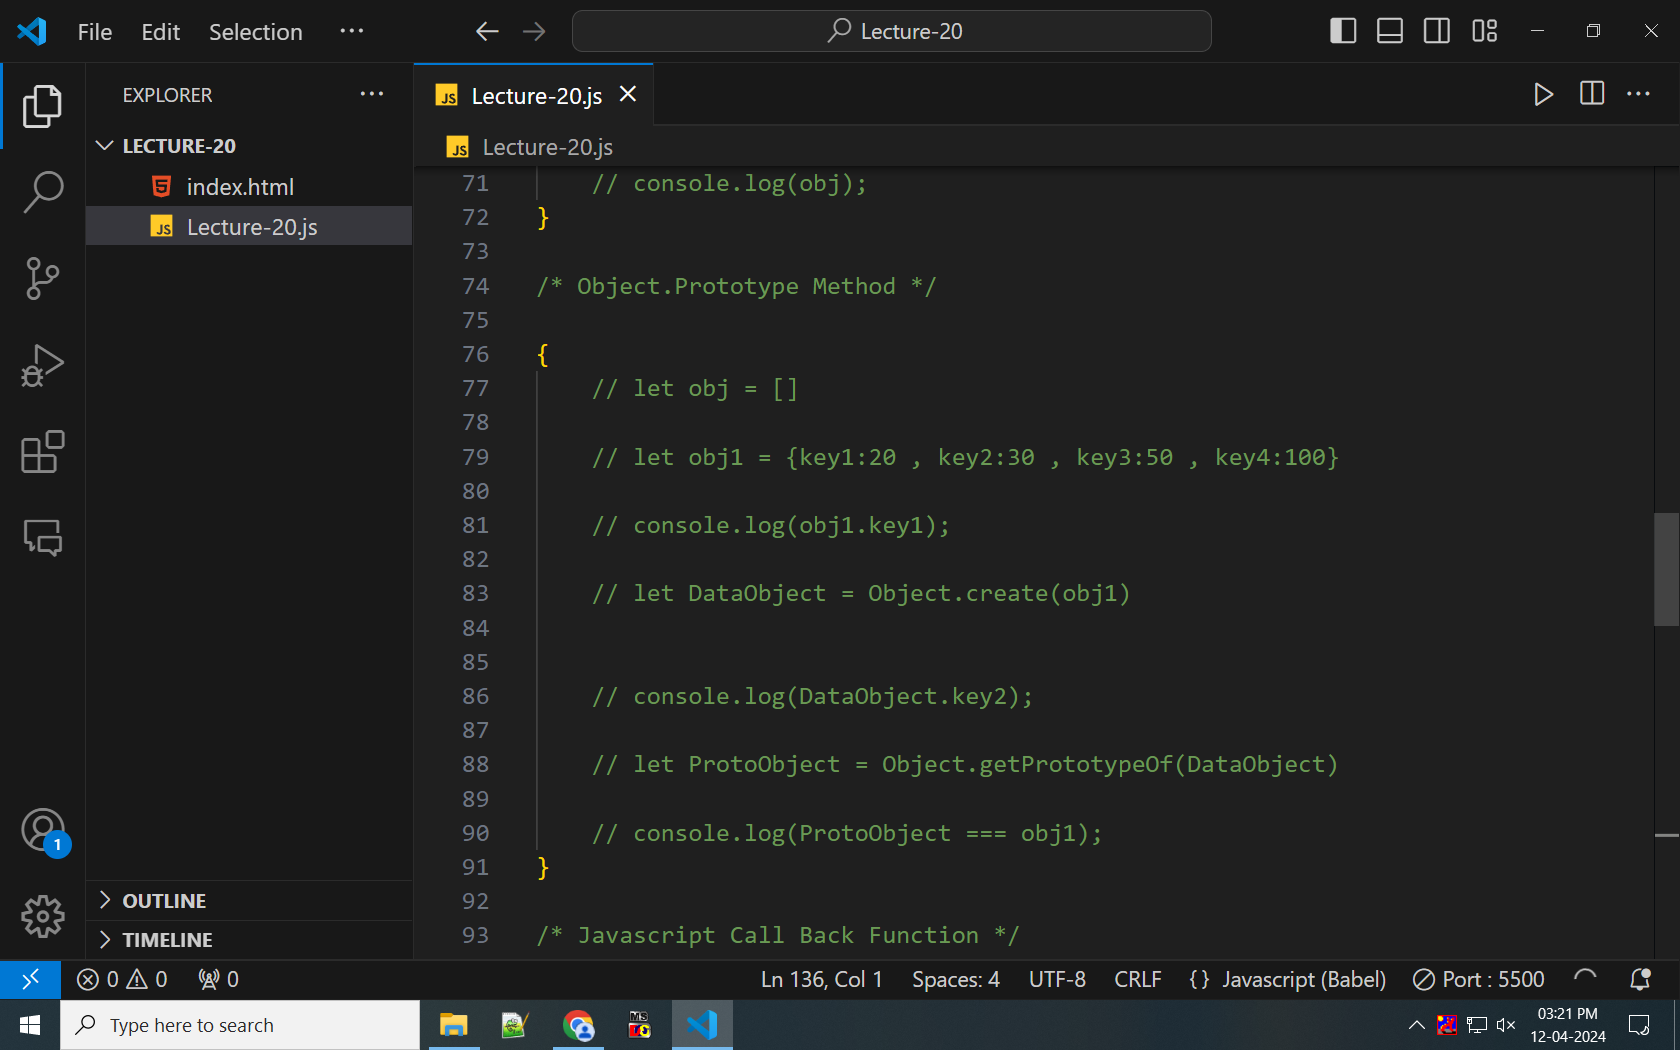 File Edit Selection ···
Lecture-20
EXPLORER ···
LECTURE-20
index.html
JS Lecture-20.js
OUTLINE
TIMELINE
1
JS Lecture-20.js
JS Lecture-20.js
71 // console.log(obj);
72 }
73
74 /* Object.Prototype Method */
75
76 {
77 // let obj = []
78
79 // let obj1 = {key1:20 , key2:30 , key3:50 , key4:100}
80
81 // console.log(obj1.key1);
82
83 // let DataObject = Object.create(obj1)
84
85
86 // console.log(DataObject.key2);
87
88 // let ProtoObject = Object.getPrototypeOf(DataObject)
89
90 // console.log(ProtoObject === obj1);
91 }
92
93 /* Javascript Call Back Function */
0 0 0 Ln 136, Col 1 Spaces: 4 UTF-8 CRLF {} Javascript (Babel) Port : 5500
Type here to search
MS
03:21 PM
12-04-2024